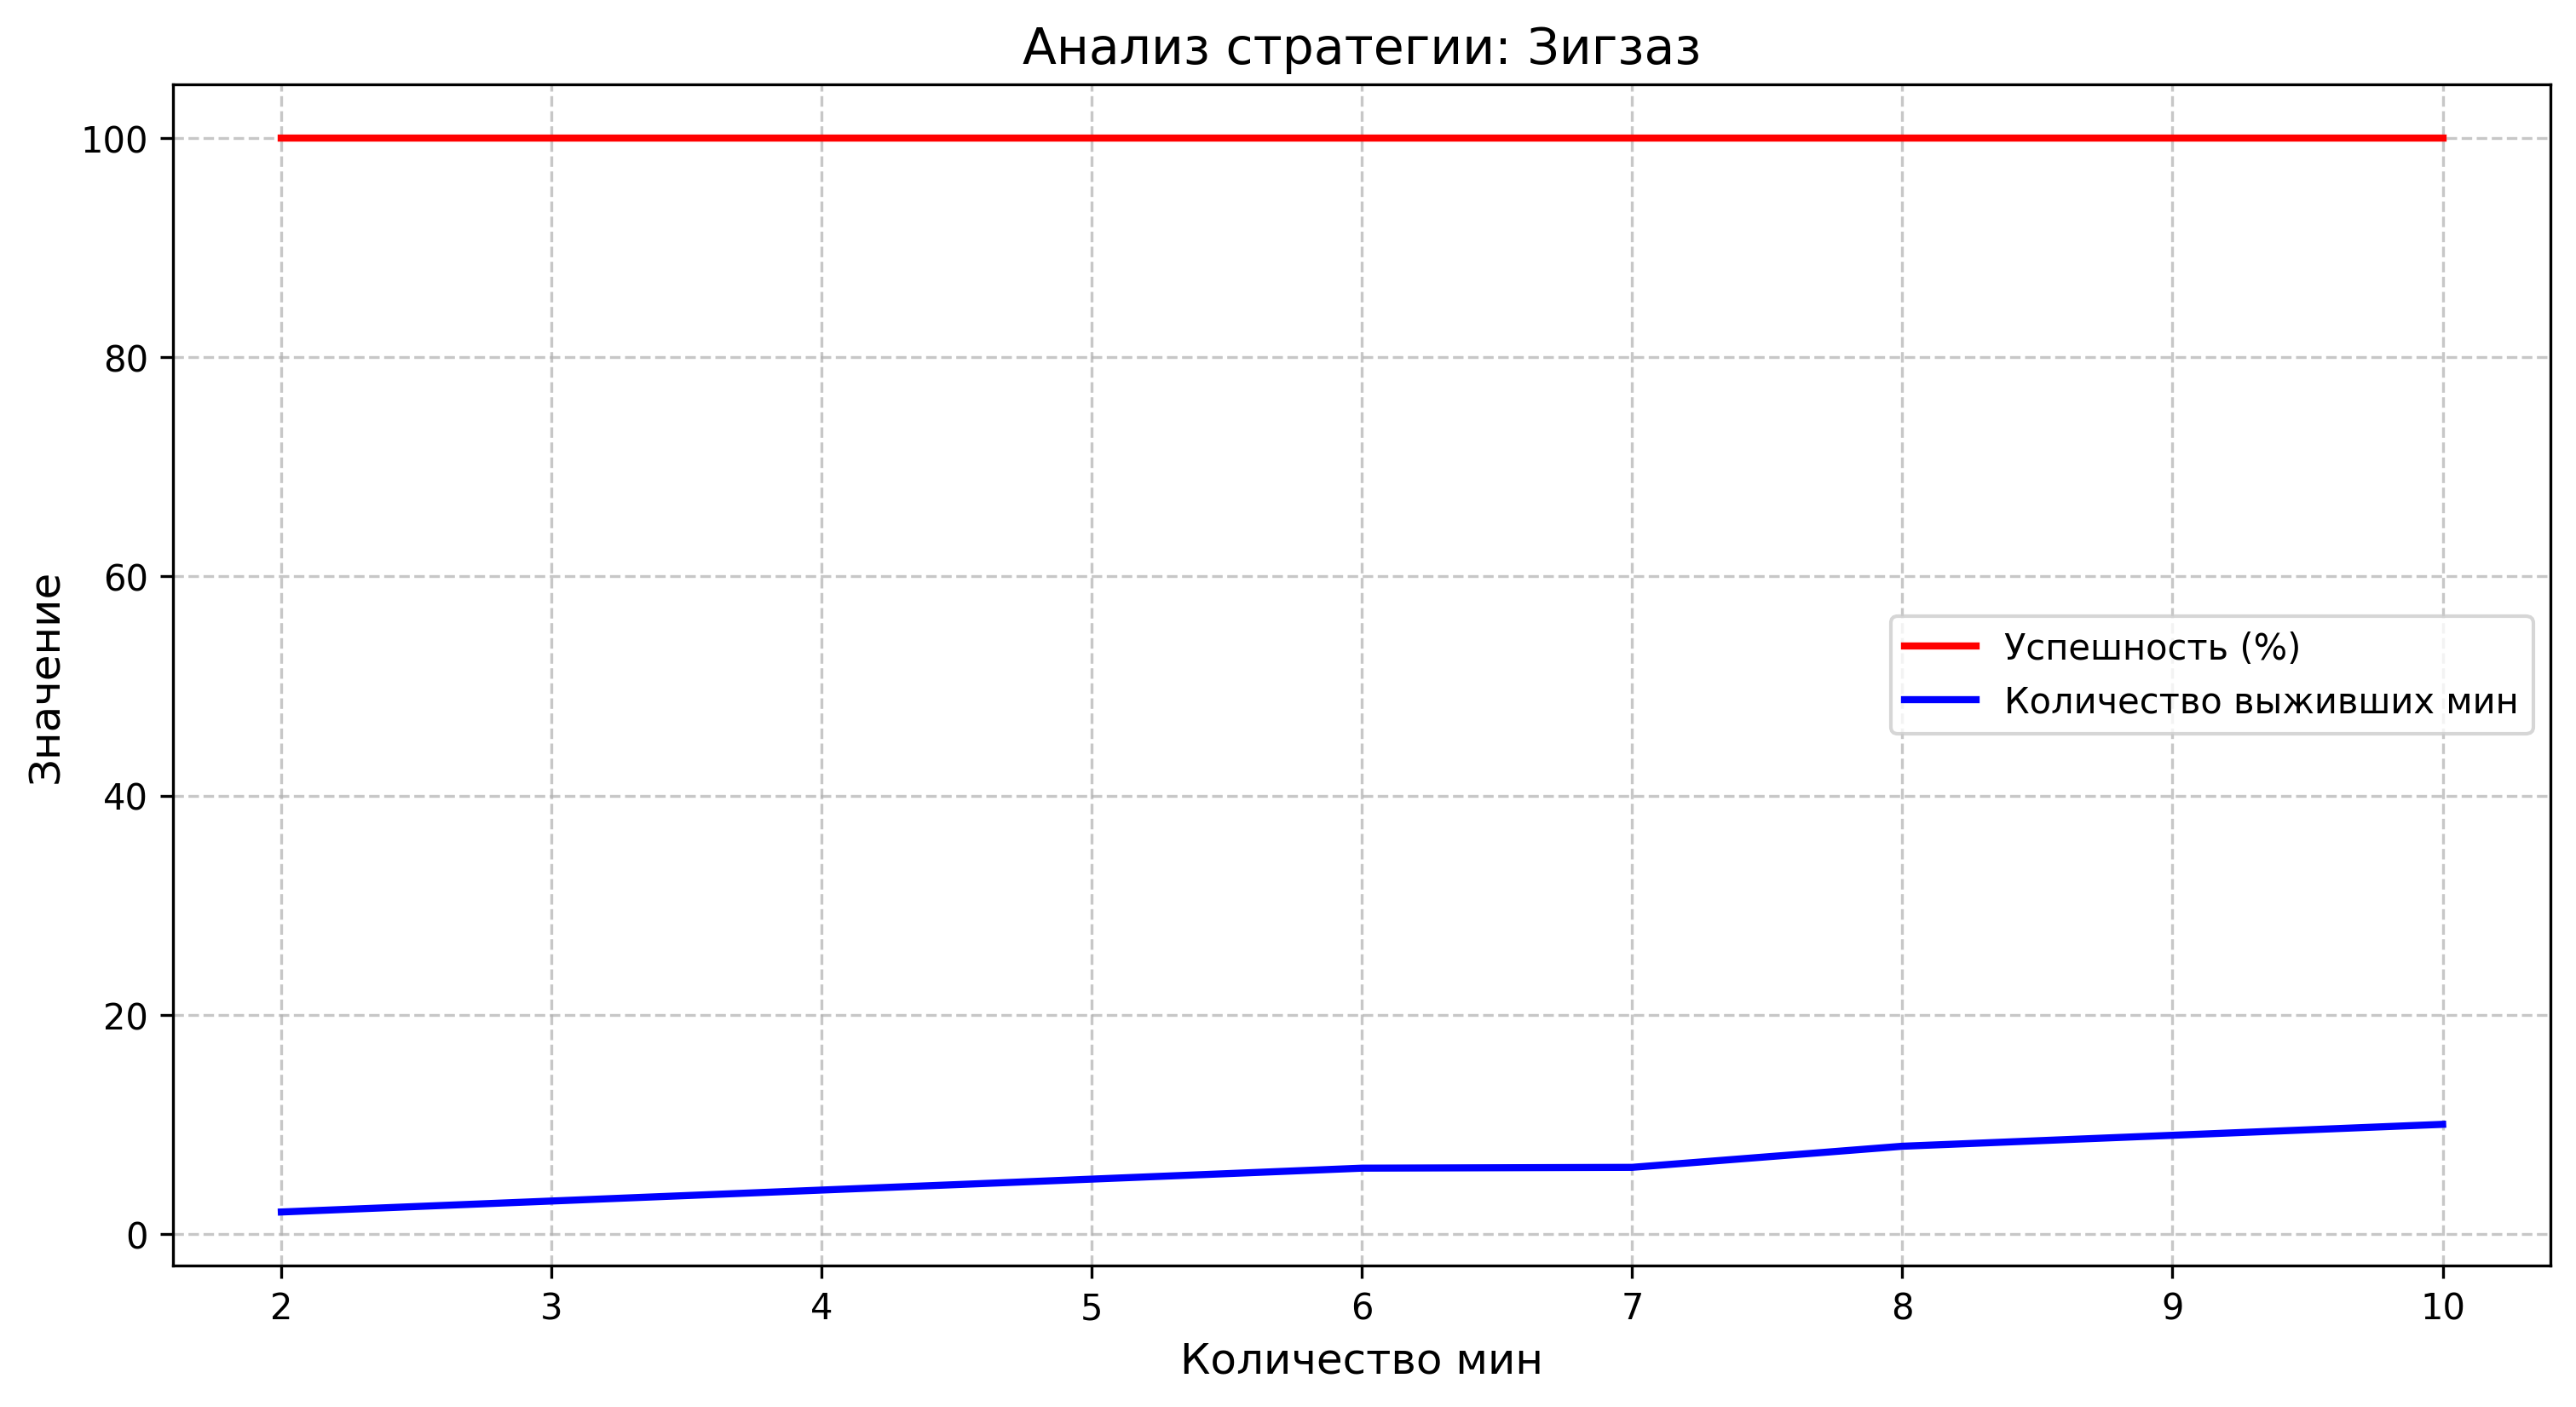 Анализ стратегии: Зигзаз
100
80
60
40
20
0
Значение
Успешность (%)
Количество выживших мин
2 3 4 5 6 7 8 9 10
Количество мин